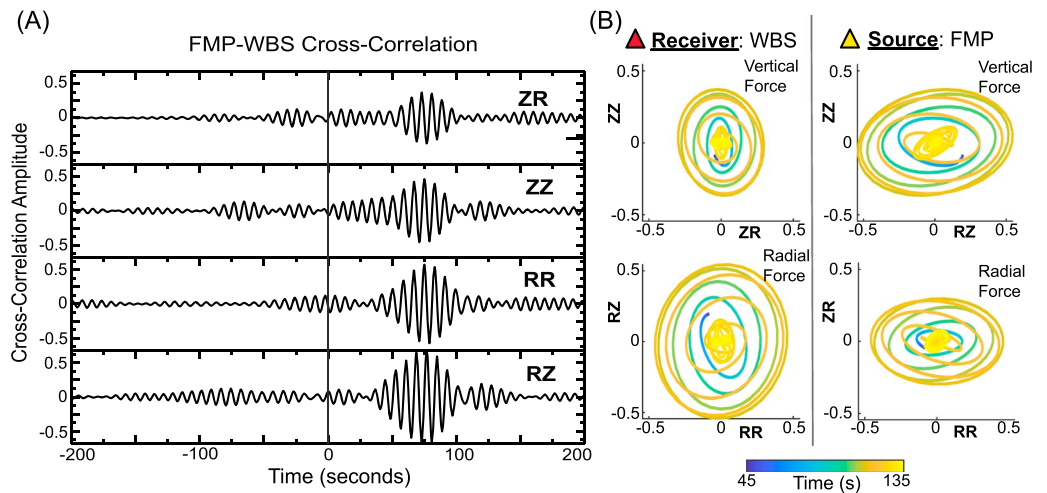 (A)
FMP-WBS Cross-Correlation
Cross-Correlation Amplitude
0.5
0
-0.5
ZR
0.5
0
-0.5
ZZ
0.5
0
-0.5
RR
0.5
0
-0.5
RZ
-200
-100
0
100
200
Time (seconds)
(B)
Receiver: WBS
Source: FMP
Vertical
Force
0.5
0
-0.5
ZZ
-0.5
0
0.5
ZR
Vertical
Force
0.5
0
-0.5
ZZ
-0.5
0
0.5
RZ
Radial
Force
0.5
0
-0.5
RZ
-0.5
0
0.5
RR
Radial
Force
0.5
0
-0.5
ZR
-0.5
0
0.5
RR
45
Time (s)
135